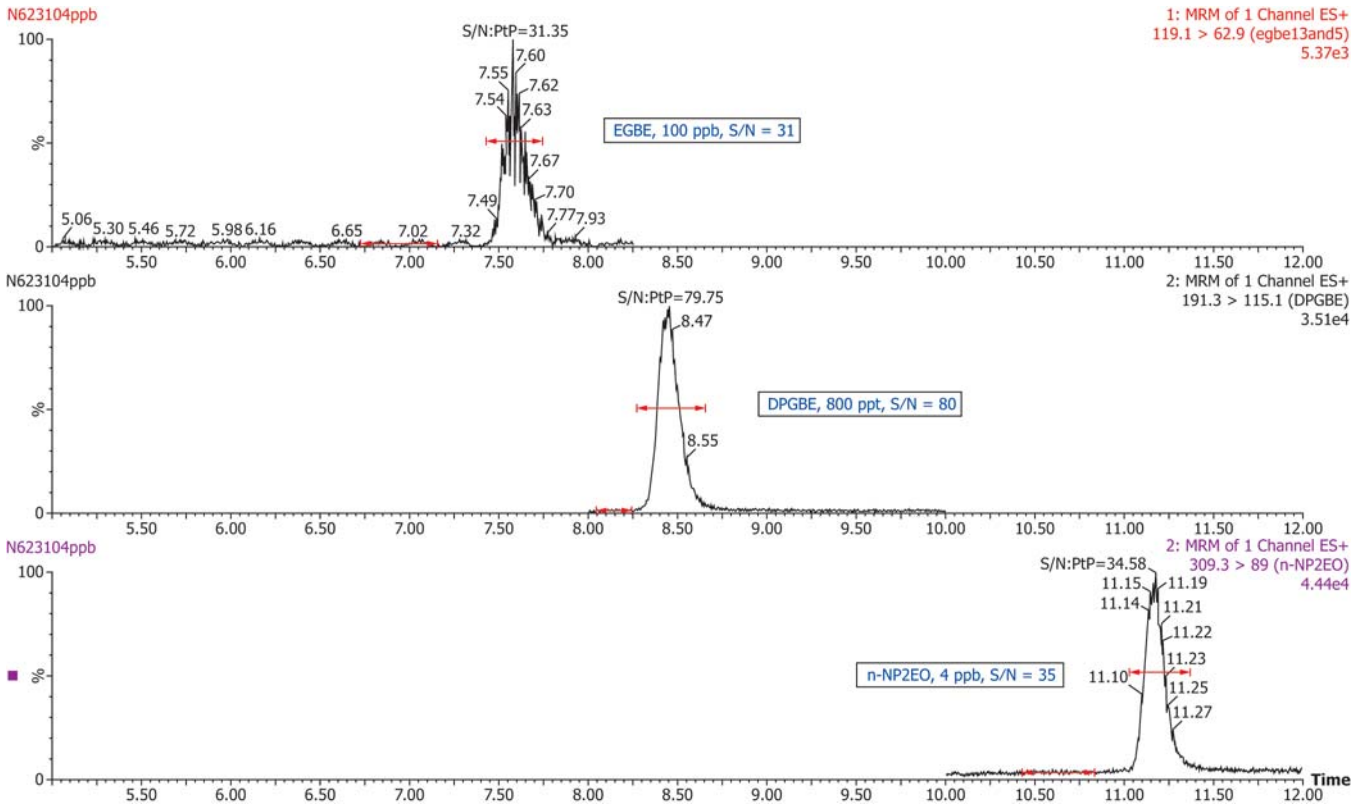 N623104ppb
1: MRM of 1 Channel ES+
119.1 > 62.9 (egbe13and5)
5.37e3
S/N:PtP=31.35
100
7.60
7.55
7.62
7.54
7.63
EGBE, 100 ppb, S/N = 31
%
7.67
7.49
7.70
5.06
5.30 5.46 5.72 5.98 6.16 6.65 7.02 7.32 7.77 7.93
0
5.50 6.00 6.50 7.00 7.50 8.00 8.50 9.00 9.50 10.00 10.50 11.00 11.50 12.00
N623104ppb
2: MRM of 1 Channel ES+
191.3 > 115.1 (DPGBE)
3.51e4
S/N:PtP=79.75
100
8.47
DPGBE, 800 ppt, S/N = 80
%
8.55
0
5.50 6.00 6.50 7.00 7.50 8.00 8.50 9.00 9.50 10.00 10.50 11.00 11.50 12.00
N623104ppb
2: MRM of 1 Channel ES+
309.3 > 89 (n-NP2EO)
4.44e4
S/N:PtP=34.58
100
11.15 11.19
11.14 11.21
11.22
11.23
n-NP2EO, 4 ppb, S/N = 35
%
11.10
11.25
11.27
0
Time
5.50 6.00 6.50 7.00 7.50 8.00 8.50 9.00 9.50 10.00 10.50 11.00 11.50 12.00